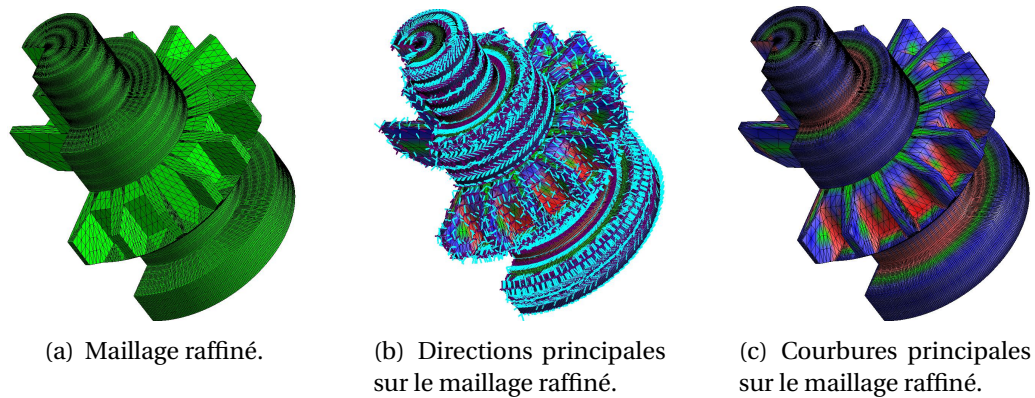 (a) Maillage raffiné.
(b) Directions principales
sur le maillage raffiné.
(c) Courbures principales
sur le maillage raffiné.